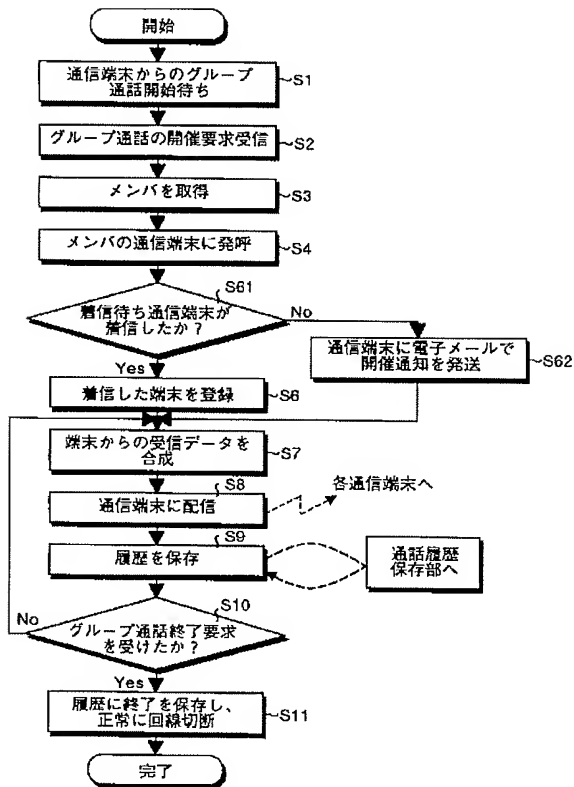 開始
通信端末からのグループ
通話開始待ち
S1
グループ通話の開催要求受信
S2
メンバを取得
S3
メンバの通信端末に発呼
S4
S61
着信待ち通信端末が
着信したか？
No
Yes
通信端末に電子メールで
開催通知を発送
S62
着信した端末を登録
S6
端末からの受信データを
合成
S7
S8
通信端末に配信
各通信端末へ
S9
履歴を保存
通話履歴
保存部へ
S10
No
グループ通話終了要求
を受けたか？
Yes
履歴に終了を保存し、
正常に回線切断
S11
完了